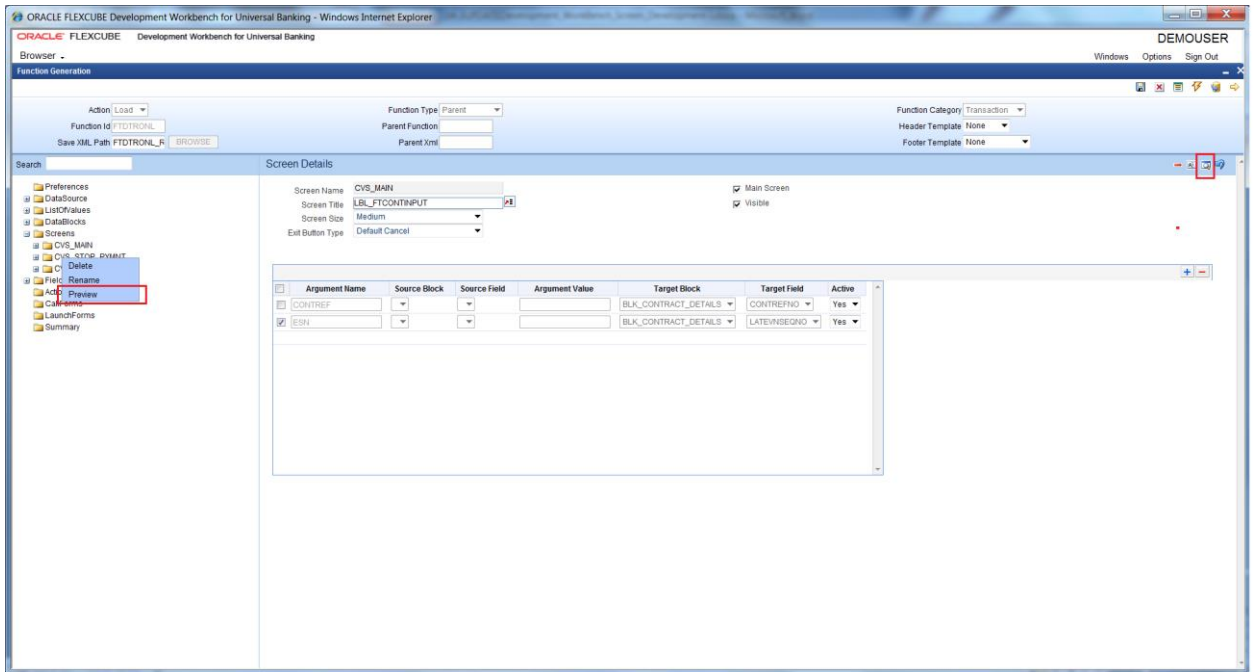 ORACLE FLEXCUBE Development Workbench for Universal Banking - Windows Internet Explorer
ORACLE FLEXCUBE Development Workbench for Universal Banking DEMOUSER
Browser Windows Options Sign Out
Function Generation
Action Load Function Type Parent Function Category Transaction
Function Id FTDTRONL Parent Function Header Template None
Save XML Path FTDTRONL_R BROWSE Parent Xml Footer Template None
Search Screen Details
Preferences
DataSource
ListOfValues
DataBlocks
Screens
CVS_MAIN
CVS_STOP_PYMNT
Delete
Rename
Preview
LaunchForms
Summary
Screen Name CVS_MAIN Main Screen
Screen Title LBL_FTCONTINPUT Visible
Screen Size Medium
Exit Button Type Default Cancel
Argument Name Source Block Source Field Argument Value Target Block Target Field Active
CONTREF BLK_CONTRACT_DETAILS CONTREFNO Yes
ESN BLK_CONTRACT_DETAILS LATEVNSEQNO Yes